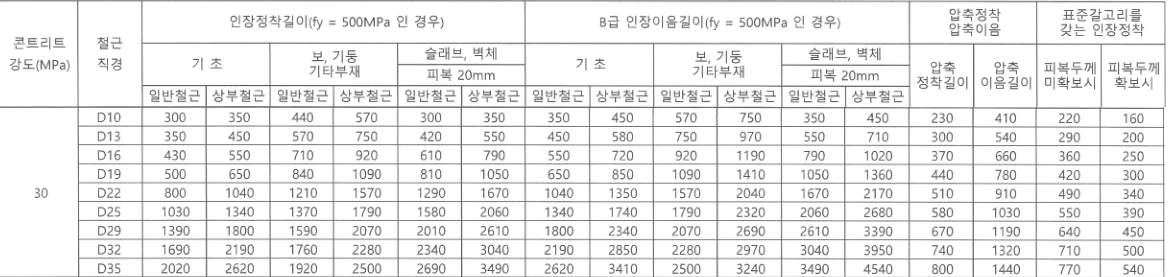 콘트리트 강도(MPa) 철근 직경 인장정착길이(fy = 500MPa 인 경우) B급 인장이음길이(fy = 500MPa 인 경우) 압축정착 압축이음 표준갈고리를 갖는 인장정착
기 초 보, 기둥 기타부재 슬래브, 벽체 기 초 보, 기둥 기타부재 슬래브, 벽체 압축 정착길이 압축 이음길이 피복두께 미확보시 피복두께 확보시
피복 20mm 피복 20mm
일반철근 상부철근 일반철근 상부철근 일반철근 상부철근 일반철근 상부철근 일반철근 상부철근 일반철근 상부철근
30
D10 300 350 440 570 300 350 350 450 570 750 350 450 230 410 220 160
D13 350 450 570 750 420 550 450 580 750 970 550 710 300 540 290 200
D16 430 550 710 920 610 790 550 720 920 1190 790 1020 370 660 360 250
D19 500 650 840 1090 810 1050 650 850 1090 1410 1050 1360 440 780 420 300
D22 800 1040 1210 1570 1290 1670 1040 1350 1570 2040 1670 2170 510 910 490 340
D25 1030 1340 1370 1790 1580 2060 1340 1740 1790 2320 2060 2680 580 1030 550 390
D29 1390 1800 1590 2070 2010 2610 1800 2340 2070 2690 2610 3390 670 1190 640 450
D32 1690 2190 1760 2280 2340 3040 2190 2850 2280 2970 3040 3950 740 1320 710 500
D35 2020 2620 1920 2500 2690 3490 2620 3410 2500 3240 3490 4540 800 1440 770 540